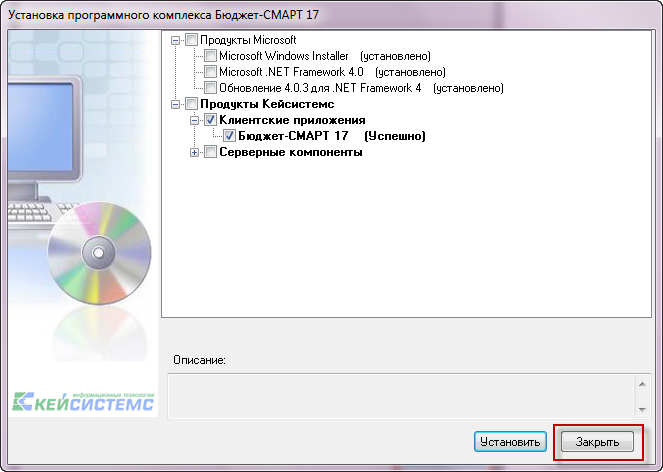 Установка программного комплекса Бюджет-СМАРТ 17
Продукты Microsoft
Microsoft Windows Installer (установлено)
Microsoft .NET Framework 4.0 (установлено)
Обновление 4.0.3 для .NET Framework 4 (установлено)
Продукты Кейсистемс
Клиентские приложения
Бюджет-СМАРТ 17 (Успешно)
Серверные компоненты
Описание:
информационные технологии
КЕЙСИСТЕМС
Установить
Закрыть